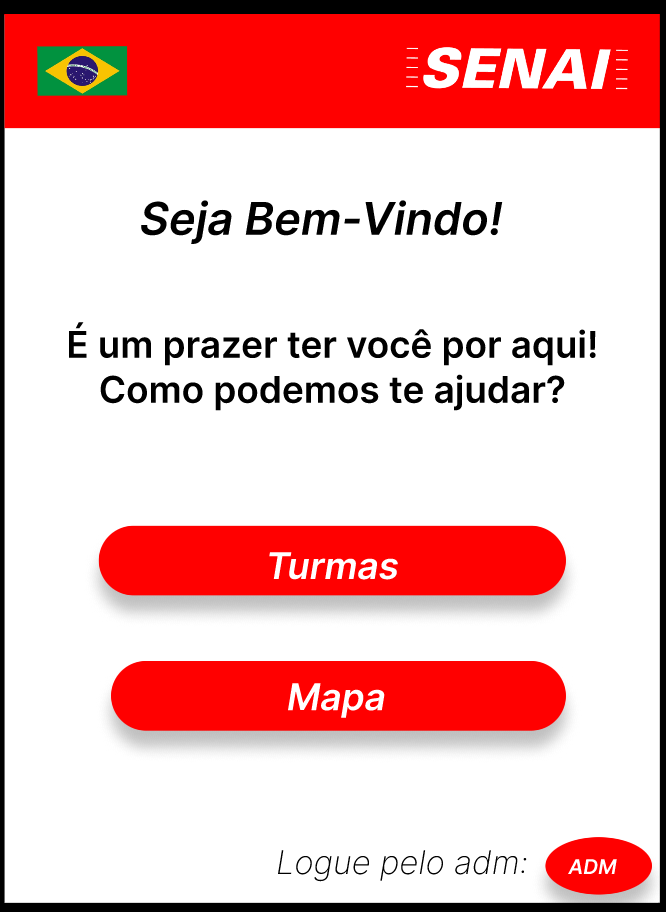 SENAI
Seja Bem-Vindo!
É um prazer ter você por aqui!
Como podemos te ajudar?
Turmas
Mapa
Logue pelo adm: ADM